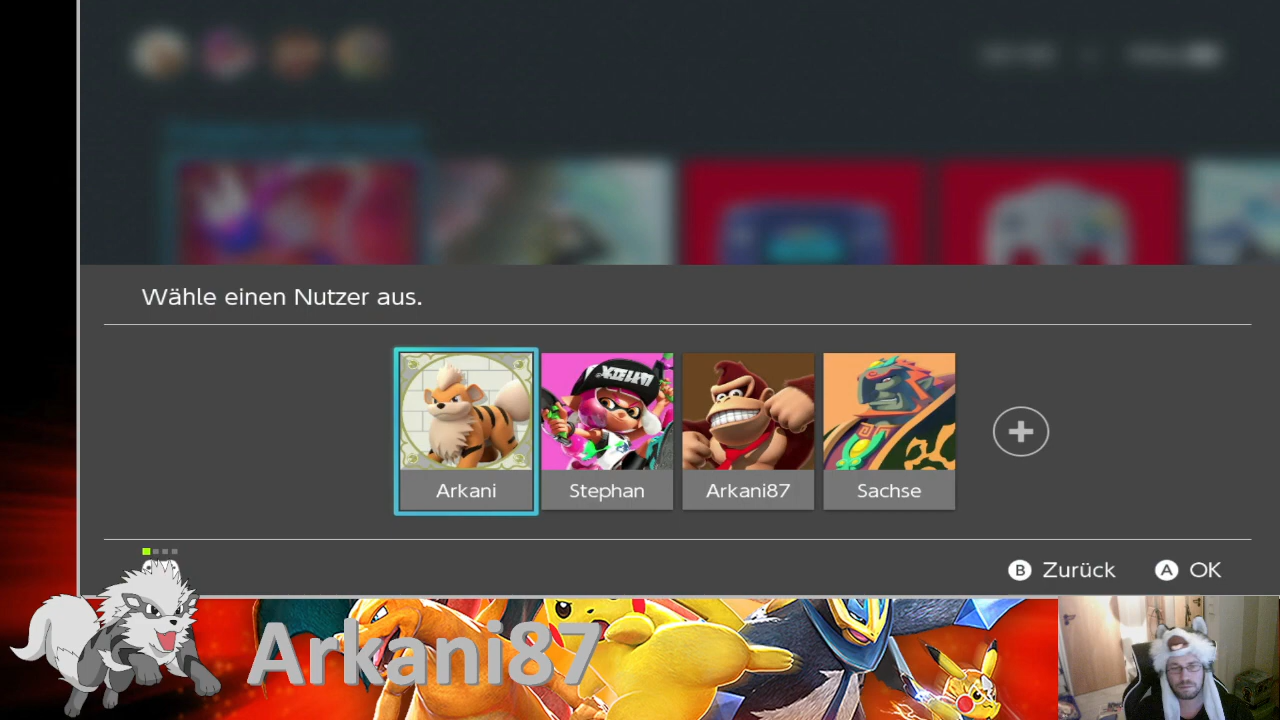 Wähle einen Nutzer aus.
Arkani
Stephan
Arkani87
Sachse
B Zurück
A OK
Arkani87